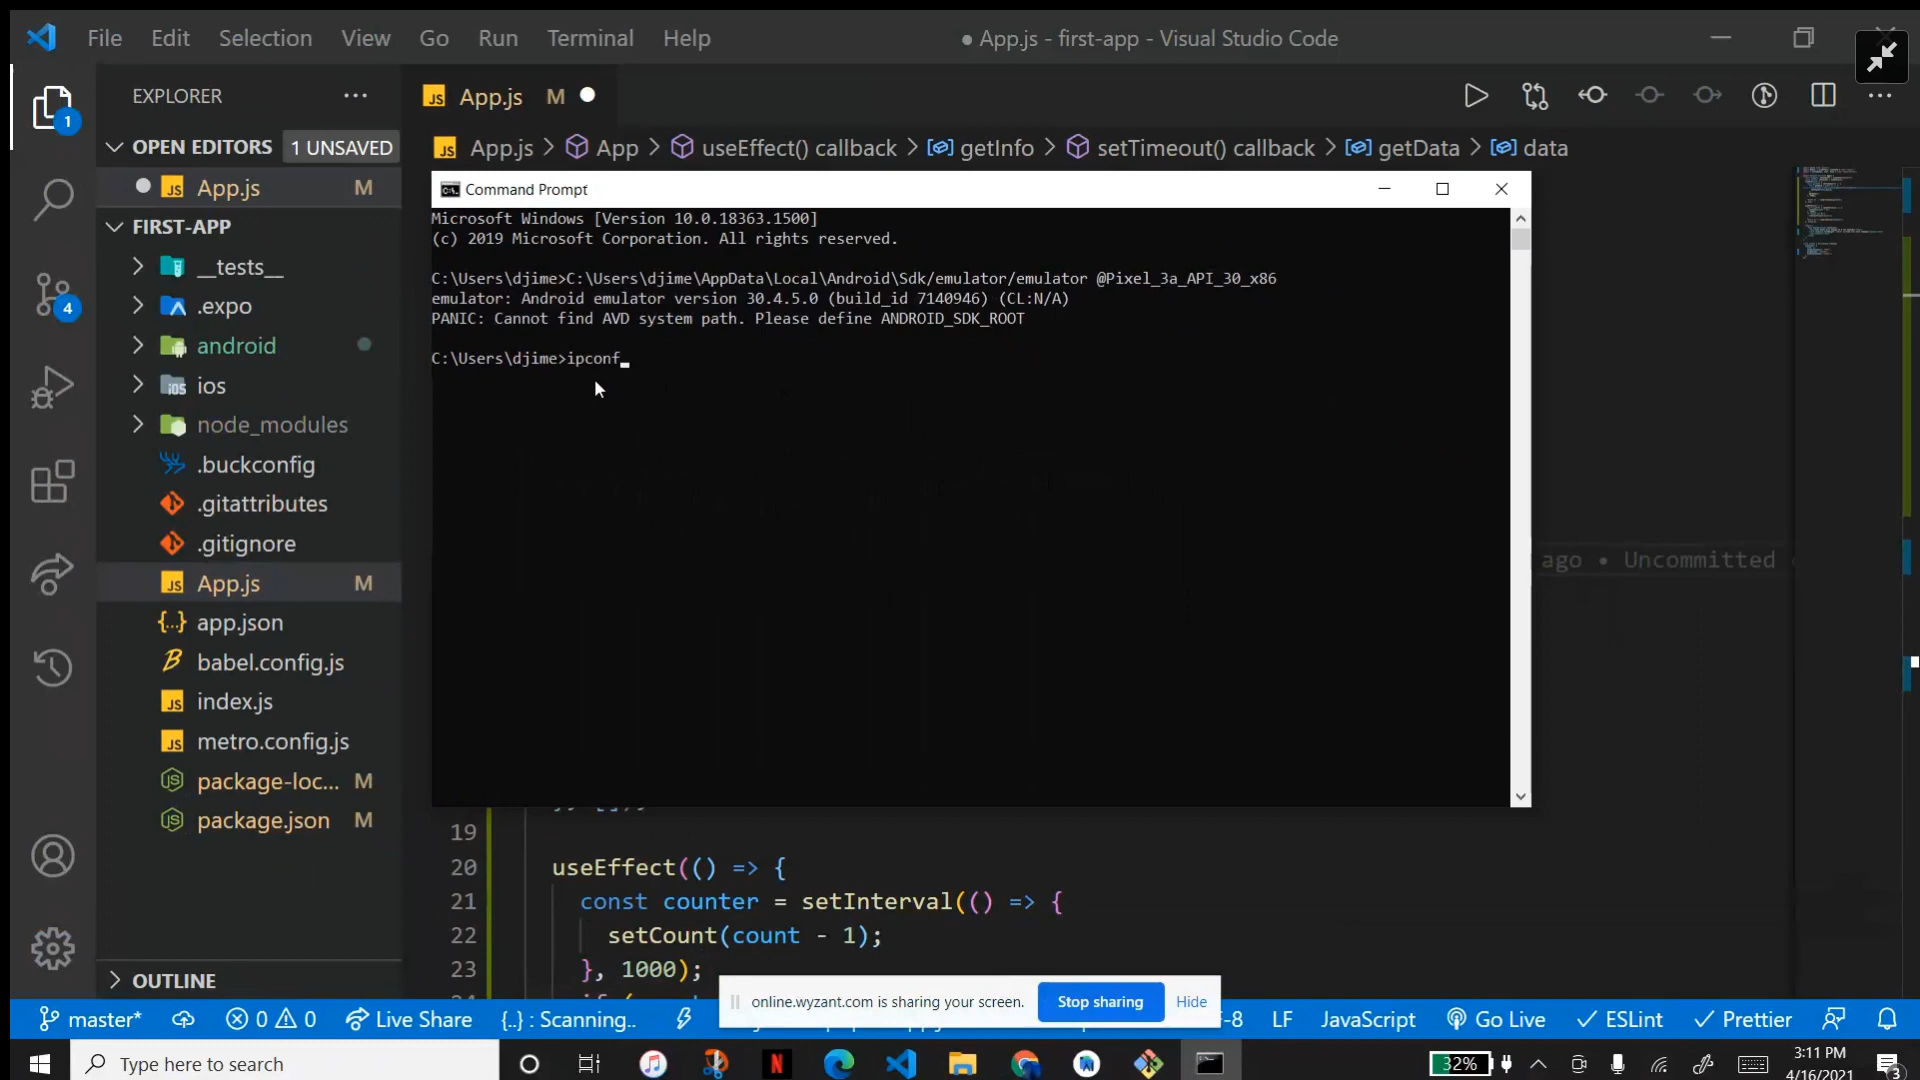 File Edit Selection View Go Run Terminal Help
● App.js - first-app - Visual Studio Code
EXPLORER
App.js M
OPEN EDITORS 1 UNSAVED
App.js > App > useEffect() callback > getInfo > setTimeout() callback > getData > data
App.js M
FIRST-APP
__tests__
.expo
android
ios
node_modules
.buckconfig
.gitattributes
.gitignore
App.js M
app.json
babel.config.js
index.js
metro.config.js
package-loc... M
package.json M
OUTLINE
1
4
Command Prompt
Microsoft Windows [Version 10.0.18363.1500]
(c) 2019 Microsoft Corporation. All rights reserved.
C:\Users\djime>C:\Users\djime\AppData\Local\Android\Sdk/emulator/emulator @Pixel_3a_API_30_x86
emulator: Android emulator version 30.4.5.0 (build_id 7140946) (CL:N/A)
PANIC: Cannot find AVD system path. Please define ANDROID_SDK_ROOT
C:\Users\djime>ipconf_
ago • Uncommitted
19
20 useEffect(() => {
21 const counter = setInterval(() => {
22 setCount(count - 1);
23 }, 1000);
online.wyzant.com is sharing your screen. Stop sharing Hide
master* 0 0 Live Share {..} : Scanning.. F-8 LF JavaScript Go Live ESLint Prettier
Type here to search
32%
3:11 PM
4/16/2021
3